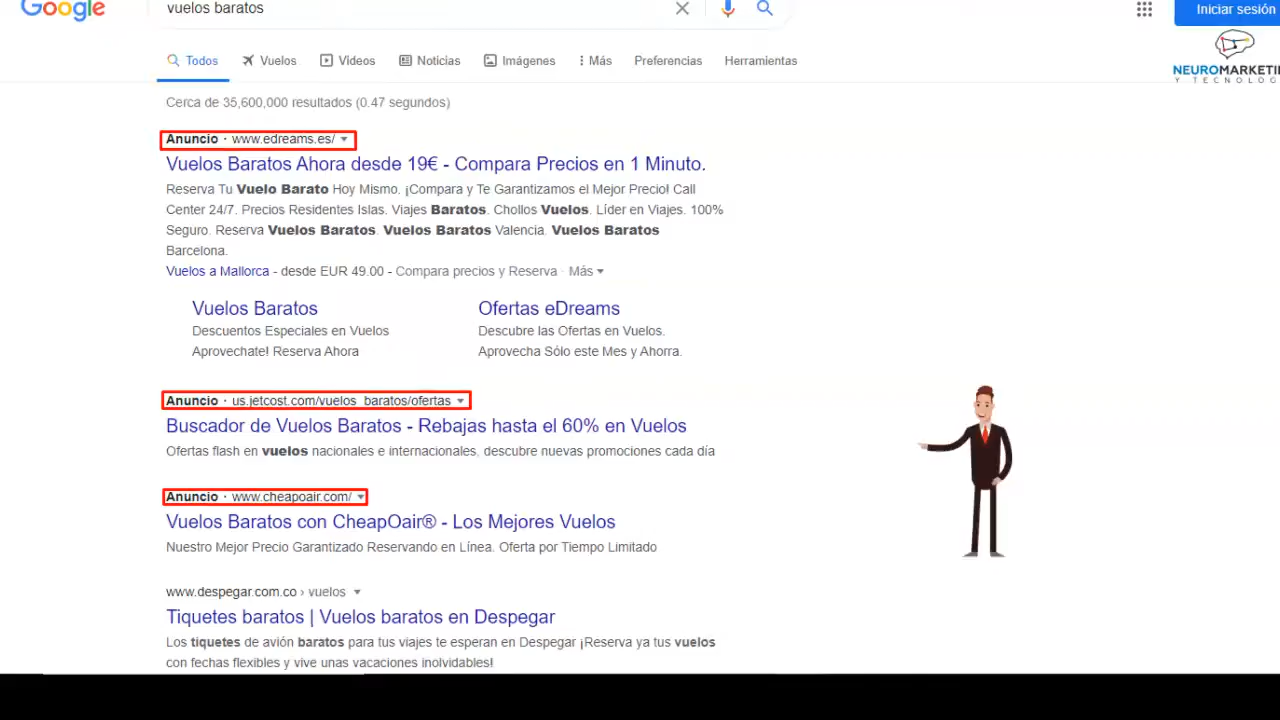 Google
vuelos baratos
Iniciar sesión
Todos Vuelos Videos Noticias Imágenes Más Preferencias Herramientas
NEUROMARKETI
Y TECNOLOG
Cerca de 35,600,000 resultados (0.47 segundos)
Anuncio · www.edreams.es/
Vuelos Baratos Ahora desde 19€ - Compara Precios en 1 Minuto.
Reserva Tu Vuelo Barato Hoy Mismo. ¡Compara y Te Garantizamos el Mejor Precio! Call
Center 24/7. Precios Residentes Islas. Viajes Baratos. Chollos Vuelos. Líder en Viajes. 100%
Seguro. Reserva Vuelos Baratos. Vuelos Baratos Valencia. Vuelos Baratos
Barcelona.
Vuelos a Mallorca - desde EUR 49.00 - Compara precios y Reserva · Más
Vuelos Baratos
Descuentos Especiales en Vuelos
Aprovechate! Reserva Ahora
Ofertas eDreams
Descubre las Ofertas en Vuelos.
Aprovecha Sólo este Mes y Ahorra.
Anuncio · us.jetcost.com/vuelos_baratos/ofertas
Buscador de Vuelos Baratos - Rebajas hasta el 60% en Vuelos
Ofertas flash en vuelos nacionales e internacionales, descubre nuevas promociones cada día
Anuncio · www.cheapoair.com/
Vuelos Baratos con CheapOair® - Los Mejores Vuelos
Nuestro Mejor Precio Garantizado Reservando en Línea. Oferta por Tiempo Limitado
www.despegar.com.co › vuelos
Tiquetes baratos | Vuelos baratos en Despegar
Los tiquetes de avión baratos para tus viajes te esperan en Despegar ¡Reserva ya tus vuelos
con fechas flexibles y vive unas vacaciones inolvidables!